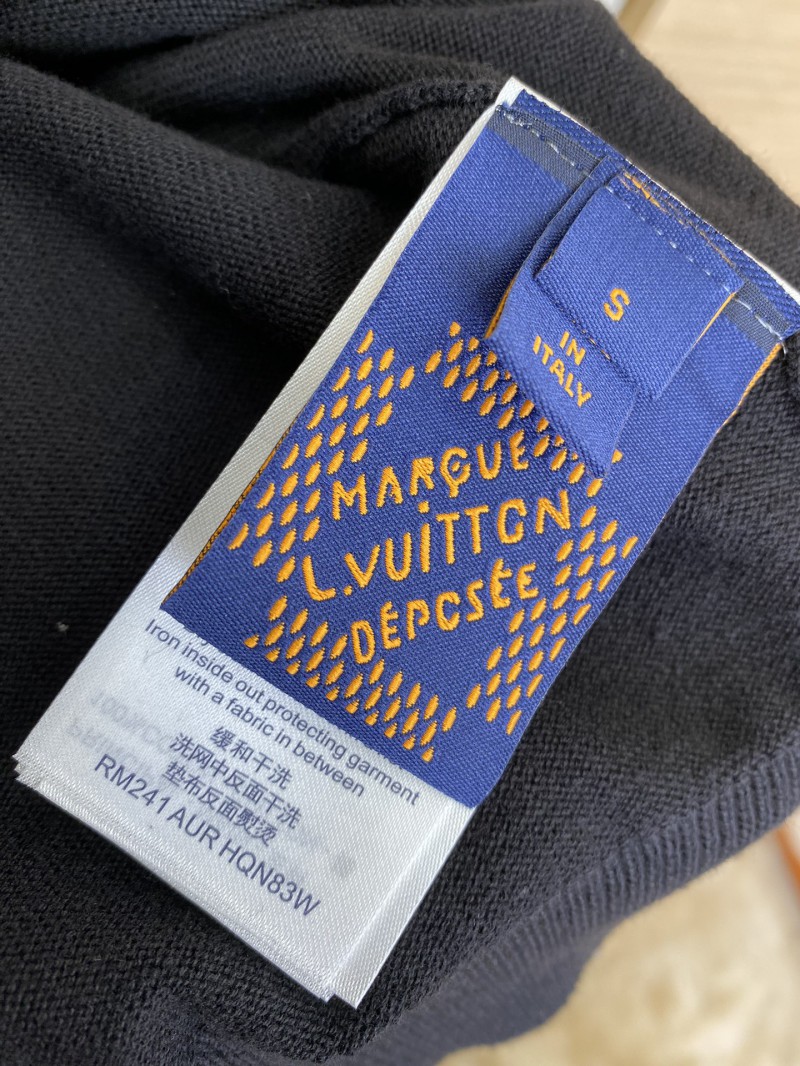 S
IN
ITALY
MARQUE
L.VUITTON
DÉPOSÉE
Iron inside out protecting garment
with a fabric in between
缓和干洗
洗网中反面干洗
垫布反面熨烫
RM241 AUR HQN83W